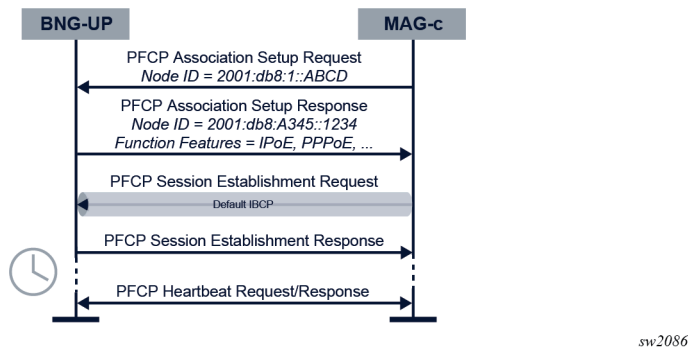 BNG-UP
MAG-c
PFCP Association Setup Request
Node ID = 2001:db8:1::ABCD
PFCP Association Setup Response
Node ID = 2001:db8:A345::1234
Function Features = IPoE, PPPoE, ...
PFCP Session Establishment Request
Default IBCP
PFCP Session Establishment Response
PFCP Heartbeat Request/Response
sw2086